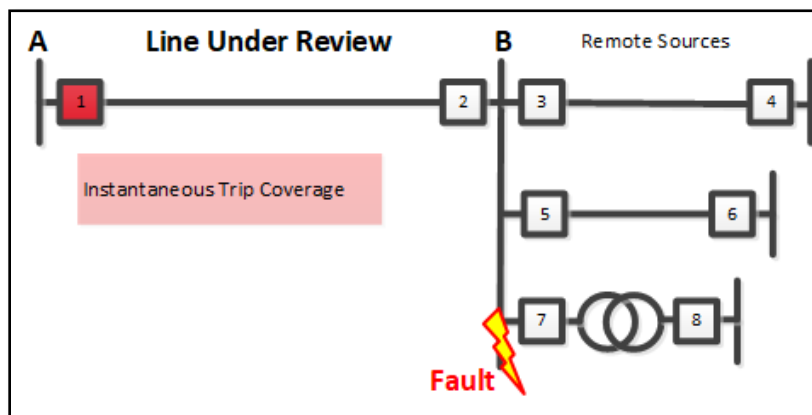 A Line Under Review B Remote Sources
1 2 3 4
Instantaneous Trip Coverage
5 6
7 8
Fault